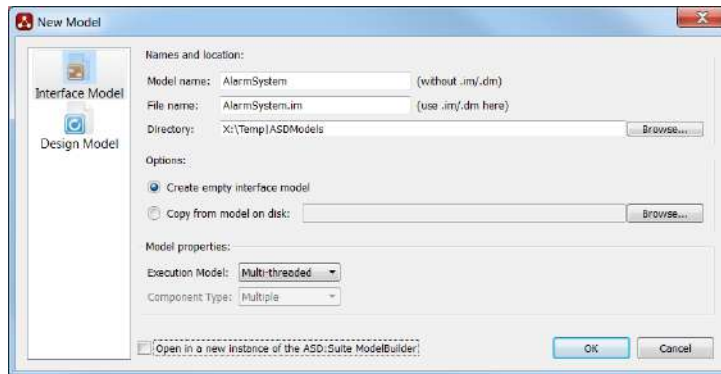 New Model
Names and location:
Interface Model
Design Model
Model name: AlarmSystem (without .im/.dm)
File name: AlarmSystem.im (use .im/.dm here)
Directory: X:\Temp\ASDModels Browse...
Options:
Create empty interface model
Copy from model on disk: Browse...
Model properties:
Execution Model: Multi-threaded
Component Type: Multiple
Open in a new instance of the ASD:Suite ModelBuilder
OK Cancel